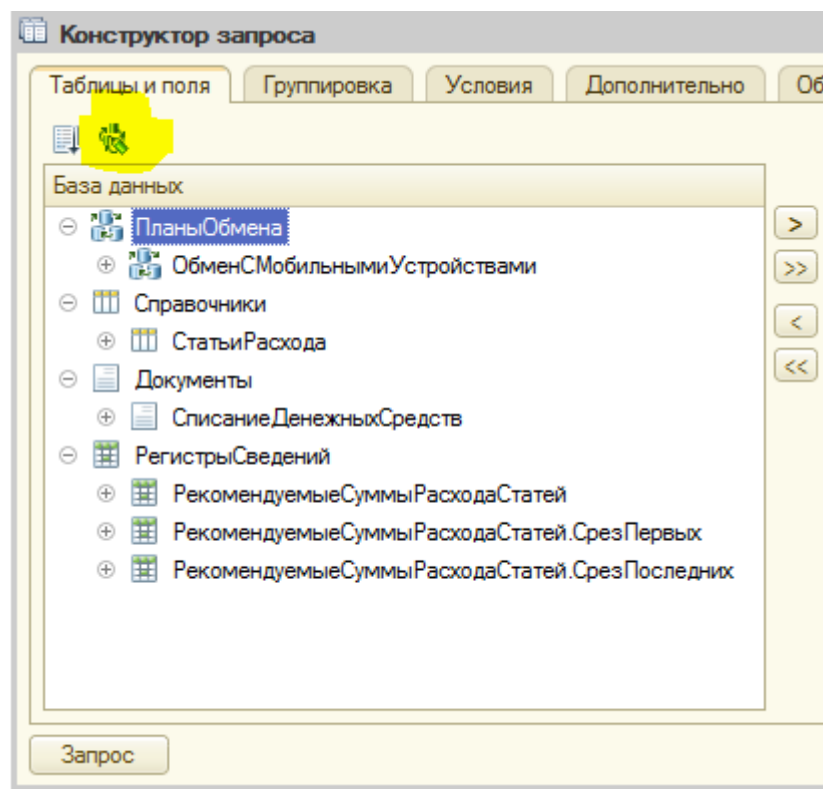 Конструктор запроса
Таблицы и поля Группировка Условия Дополнительно Об
База данных
ПланыОбмена
ОбменСМобильнымиУстройствами
Справочники
СтатьиРасхода
Документы
СписаниеДенежныхСредств
РегистрыСведений
РекомендуемыеСуммыРасходаСтатей
РекомендуемыеСуммыРасходаСтатей.СрезПервых
РекомендуемыеСуммыРасходаСтатей.СрезПоследних
>
>>
<
<<
Запрос